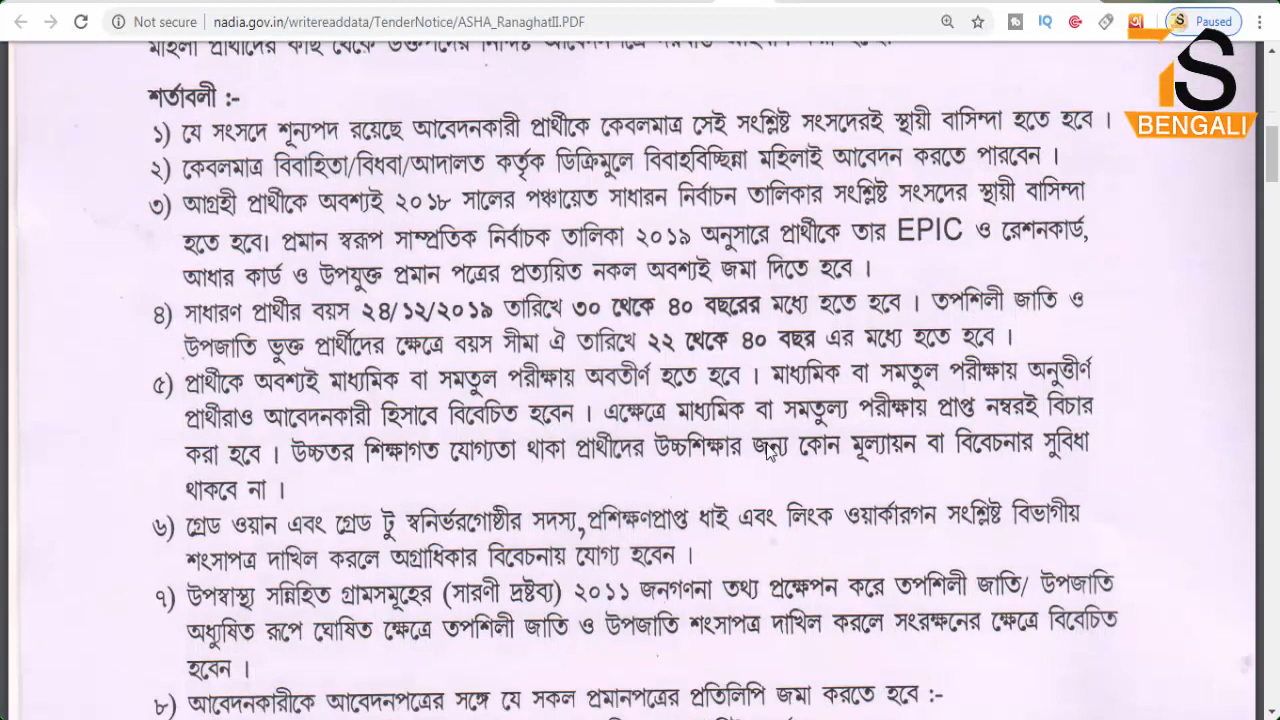 Not secure nadia.gov.in/writereaddata/TenderNotice/ASHA_RanaghatII.PDF
IQ
Paused
S
BENGALI
শর্তাবলী :-
১) যে সংসদে শূন্যপদ রয়েছে আবেদনকারী প্রার্থীকে কেবলমাত্র সেই সংশ্লিষ্ট সংসদেরই স্থায়ী বাসিন্দা হতে হবে ।
২) কেবলমাত্র বিবাহিতা/বিধবা/আদালত কর্তৃক ডিক্রিমুলে বিবাহবিচ্ছিন্না মহিলাই আবেদন করতে পারবেন ।
৩) আগ্রহী প্রার্থীকে অবশ্যই ২০১৮ সালের পঞ্চায়েত সাধারন নির্বাচন তালিকার সংশ্লিষ্ট সংসদের স্থায়ী বাসিন্দা
হতে হবে। প্রমান স্বরূপ সাম্প্রতিক নির্বাচক তালিকা ২০১৯ অনুসারে প্রার্থীকে তার EPIC ও রেশনকার্ড,
আধার কার্ড ও উপযুক্ত প্রমান পত্রের প্রত্যয়িত নকল অবশ্যই জমা দিতে হবে ।
৪) সাধারণ প্রার্থীর বয়স ২৪/১২/২০১৯ তারিখে ৩০ থেকে ৪০ বছরের মধ্যে হতে হবে । তপশিলী জাতি ও
উপজাতি ভুক্ত প্রার্থীদের ক্ষেত্রে বয়স সীমা ঐ তারিখে ২২ থেকে ৪০ বছর এর মধ্যে হতে হবে ।
৫) প্রার্থীকে অবশ্যই মাধ্যমিক বা সমতুল পরীক্ষায় অবতীর্ণ হতে হবে । মাধ্যমিক বা সমতুল পরীক্ষায় অনুত্তীর্ণ
প্রার্থীরাও আবেদনকারী হিসাবে বিবেচিত হবেন । এক্ষেত্রে মাধ্যমিক বা সমতুল্য পরীক্ষায় প্রাপ্ত নম্বরই বিচার
করা হবে । উচ্চতর শিক্ষাগত যোগ্যতা থাকা প্রার্থীদের উচ্চশিক্ষার জন্য কোন মূল্যায়ন বা বিবেচনার সুবিধা
থাকবে না ।
৬) গ্রেড ওয়ান এবং গ্রেড টু স্বনির্ভরগোষ্ঠীর সদস্য,প্রশিক্ষণপ্রাপ্ত ধাই এবং লিংক ওয়ার্কারগন সংশ্লিষ্ট বিভাগীয়
শংসাপত্র দাখিল করলে অগ্রাধিকার বিবেচনায় যোগ্য হবেন ।
৭) উপস্বাস্থ্য সন্নিহিত গ্রামসমূহের (সারণী দ্রষ্টব্য) ২০১১ জনগণনা তথ্য প্রক্ষেপন করে তপশিলী জাতি/ উপজাতি
অধ্যুষিত রূপে ঘোষিত ক্ষেত্রে তপশিলী জাতি ও উপজাতি শংসাপত্র দাখিল করলে সংরক্ষনের ক্ষেত্রে বিবেচিত
হবেন ।
৮) আবেদনকারীকে আবেদনপত্রের সঙ্গে যে সকল প্রমানপত্রের প্রতিলিপি জমা করতে হবে :-